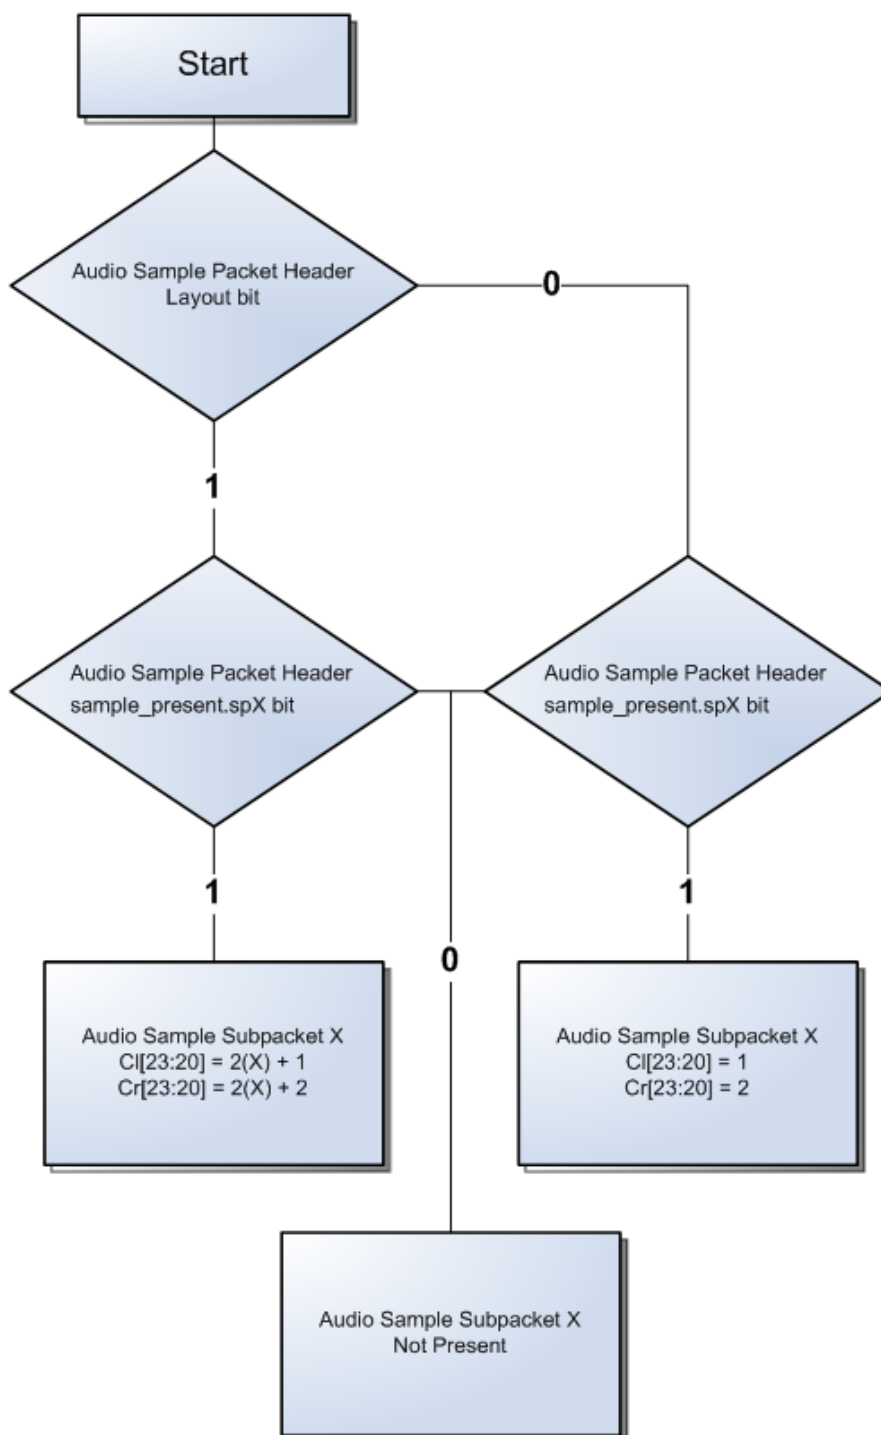 Start
Audio Sample Packet Header
Layout bit
0
1
Audio Sample Packet Header
sample_present.spX bit
Audio Sample Packet Header
sample_present.spX bit
1
1
0
Audio Sample Subpacket X
Cl[23:20] = 2(X) + 1
Cr[23:20] = 2(X) + 2
Audio Sample Subpacket X
Cl[23:20] = 1
Cr[23:20] = 2
Audio Sample Subpacket X
Not Present